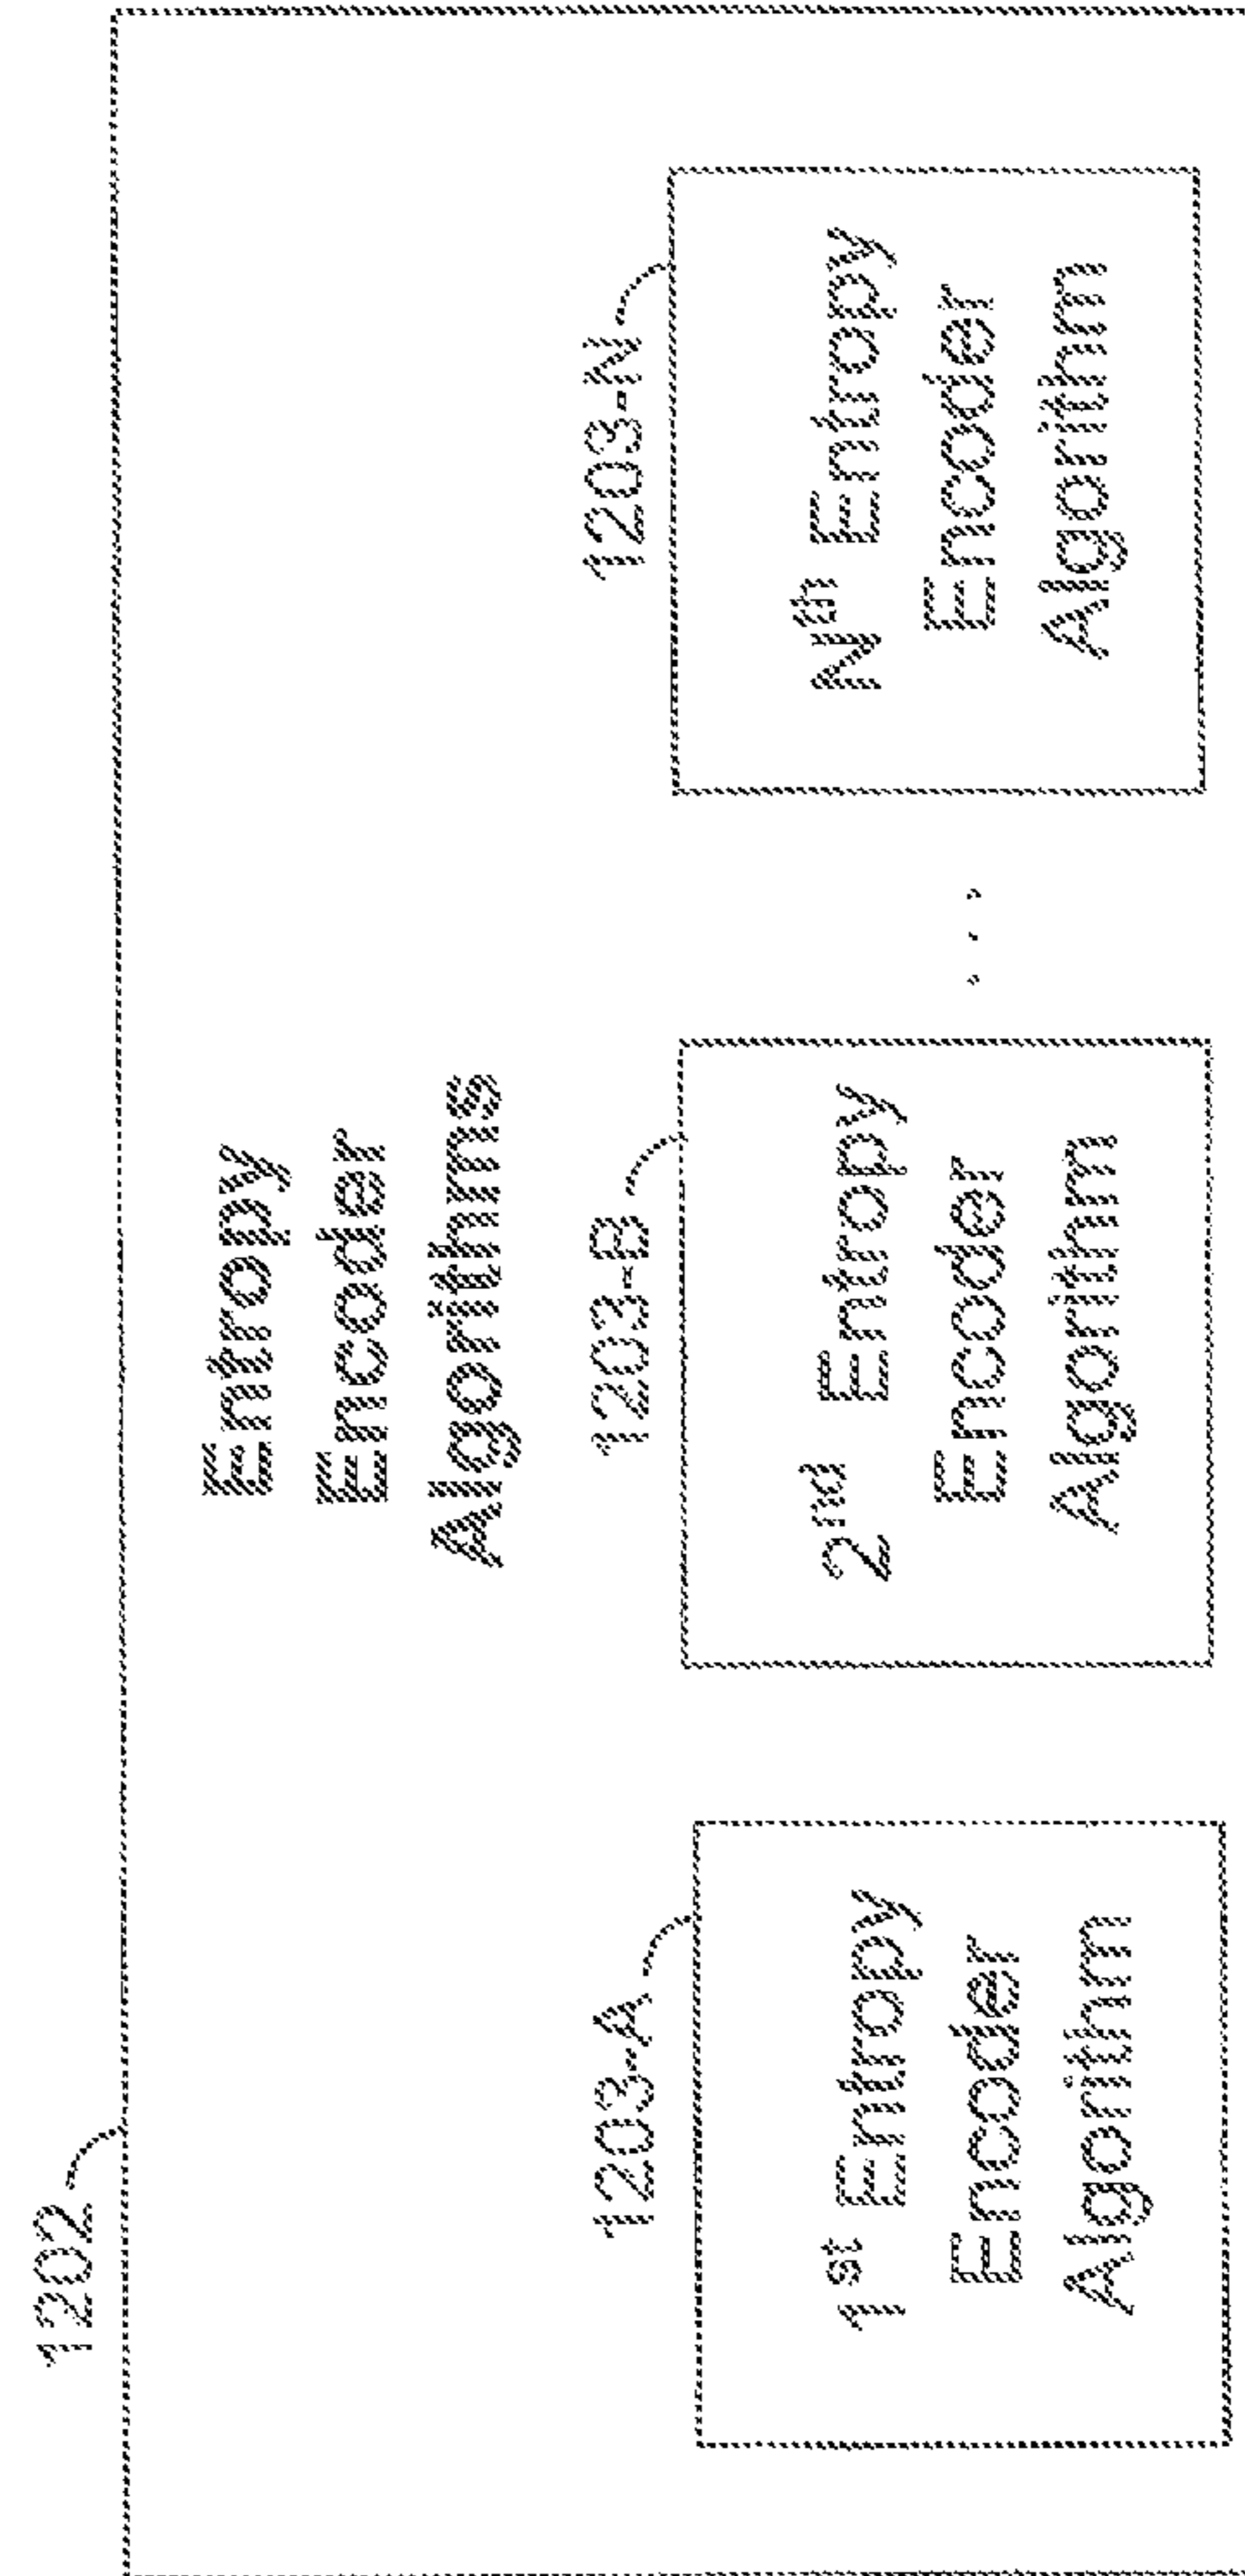 1202
Entropy
Encoder
Algorithms
1203-A
1st Entropy
Encoder
Algorithm
1203-B
2nd Entropy
Encoder
Algorithm
. . .
1203-N
Nth Entropy
Encoder
Algorithm